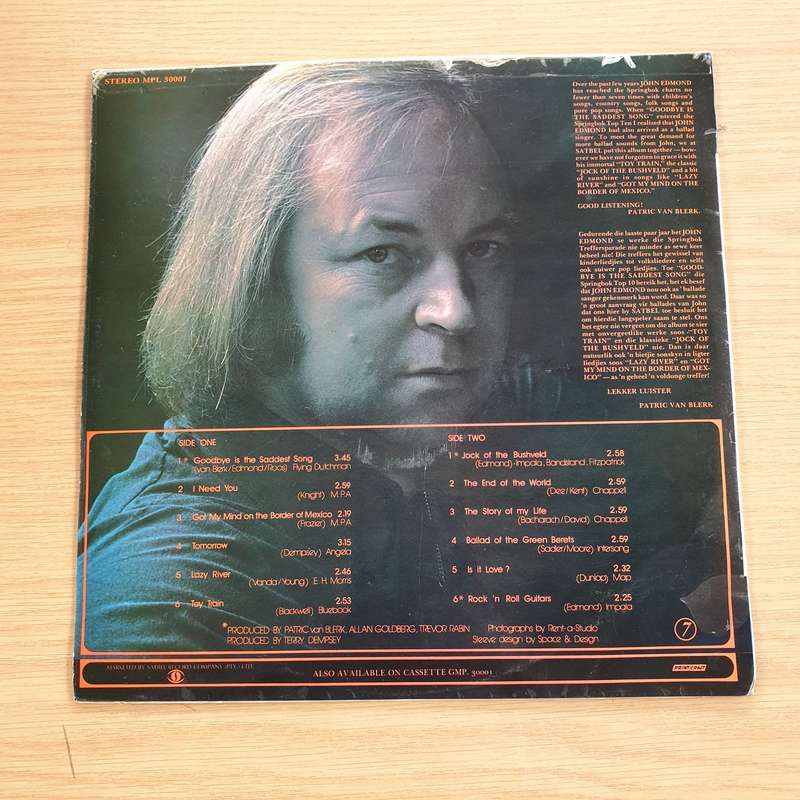 STEREO MPL 30001
Over the past few years JOHN EDMOND
has reached the Springbok charts no
fewer than seven times with children's
songs, country songs, folk songs and
pure pop songs. When "GOODBYE IS
THE SADDEST SONG" entered the
Springbok Top Ten I realised that JOHN
EDMOND had also arrived as a ballad
singer. To meet the great demand for
more ballad sounds from John, we at
SATBEL put this album together — how-
ever we have not forgotten to grace it with
his immortal "TOY TRAIN," the classic
"JOCK OF THE BUSHVELD" and a bit
of sunshine in songs like "LAZY
RIVER" and "GOT MY MIND ON THE
BORDER OF MEXICO."
GOOD LISTENING!
PATRIC VAN BLERK.
Gedurende die laaste paar jaar het JOHN
EDMOND se werke die Springbok
Treffersparade nie minder as sewe keer
beheel nie! Die treffers het gewissel van
kinderliedjies tot volksliedere en selfs
ook suiwer pop liedjies. Toe "GOOD-
BYE IS THE SADDEST SONG" die
Springbok Top 10 bereik het, het ek besef
dat JOHN EDMOND nou ook as' ballade
sanger gekenmerk kan word. Daar was so
'n groot aanvraag vir ballades van John
dat ons hier by SATBEL toe besluit het
om hierdie langspeler saam te stel. Ons
het egter nie vergeet om die album te sier
met onvergeetlike werke soos "TOY
TRAIN" en die klassieke "JOCK OF
THE BUSHVELD" nie. Dan is daar
natuurlik ook 'n bietjie sonskyn in ligter
liedjies soos "LAZY RIVER" en "GOT
MY MIND ON THE BORDER OF MEX-
ICO" — as 'n geheel 'n voldonge treffer!
LEKKER LUISTER
PATRIC VAN BLERK
SIDE ONE
1* Goodbye is the Saddest Song 3.45
(van Blerk/Edmond/Roos) Flying Dutchman
2 I Need You 2.59
(Knight) M.P.A
3 Got My Mind on the Border of Mexico 2.19
(Frazier) M.P.A
4 Tomorrow 3.15
(Dempsey) Angela
5 Lazy River 2.46
(Vanda/Young) E. H. Morris
6 Toy Train 2.53
(Blackwell) Bluebook
SIDE TWO
1* Jock of the Bushveld 2.58
(Edmond)-Impala, Bandstand, Fitzpatrick
2 The End of the World 2.59
(Dee/Kent) Chappell
3 The Story of my Life 2.59
(Bacharach/David) Chappell
4 Ballad of the Green Berets 2.59
(Sadler/Moore) Intersong
5 Is it Love? 2.32
(Dunlop) Map
6* Rock 'n Roll Guitars 2.25
(Edmond) Impala
*PRODUCED BY PATRIC van BLERK, ALLAN GOLDBERG, TREVOR RABIN
PRODUCED BY TERRY DEMPSEY
Photographs by Rent-a-Studio
Sleeve design by Space & Design
7
MARKETED BY SATBEL RECORD COMPANY (PTY.) LTD.
ALSO AVAILABLE ON CASSETTE GMP. 30001
PRINTCRAFT